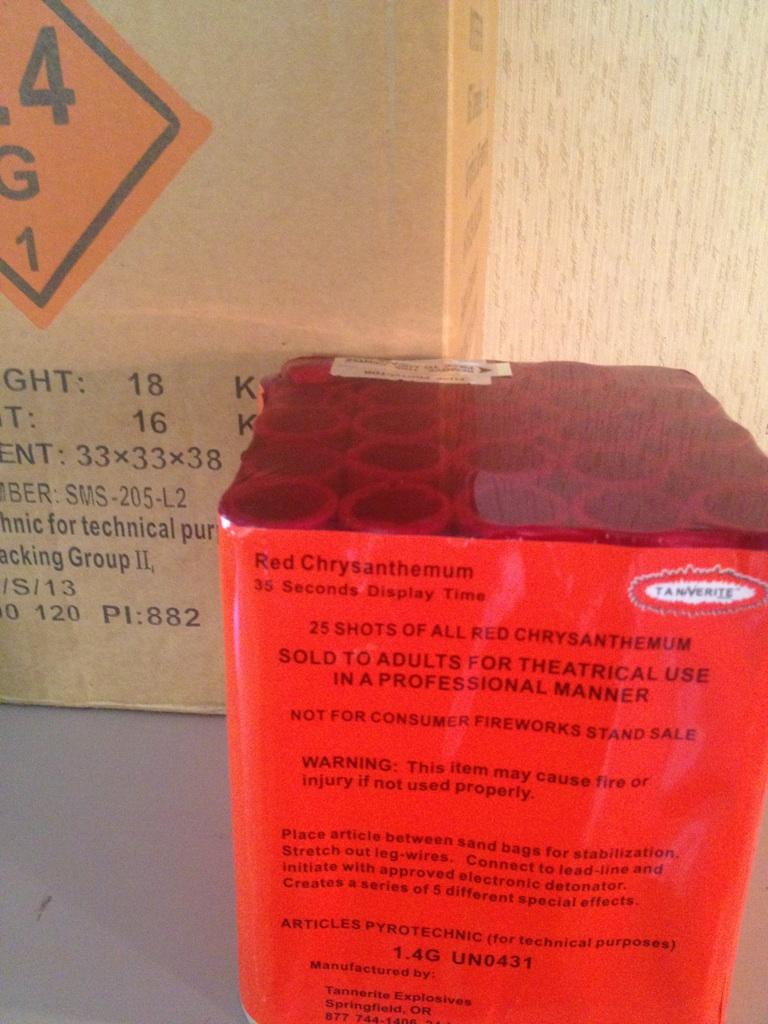 .4
G
1
GHT: 18 K
T: 16 K
ENT: 33×33×38
BER: SMS-205-L2
hnic for technical pur
acking Group II,
/S/13
00 120 PI:882
Red Chrysanthemum
35 Seconds Display Time
TANNERITE
25 SHOTS OF ALL RED CHRYSANTHEMUM
SOLD TO ADULTS FOR THEATRICAL USE
IN A PROFESSIONAL MANNER
NOT FOR CONSUMER FIREWORKS STAND SALE
WARNING: This item may cause fire or
injury if not used properly.
Place article between sand bags for stabilization.
Stretch out leg-wires. Connect to lead-line and
initiate with approved electronic detonator.
Creates a series of 5 different special effects.
ARTICLES PYROTECHNIC (for technical purposes)
1.4G UN0431
Manufactured by:
Tannerite Explosives
Springfield, OR
877 744-1406